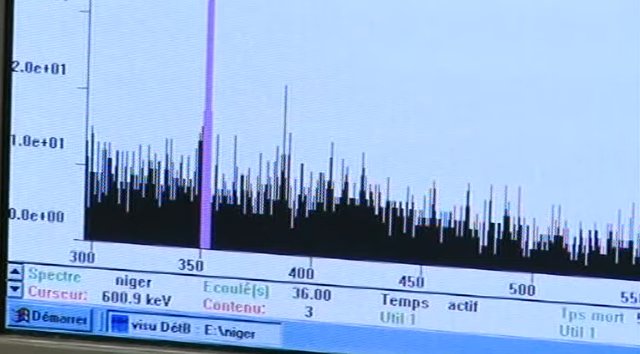 2.0e+01
1.0e+01
0.0e+00
300 350 400 450 500 55
Spectre niger Ecoulé(s) 36.00 Temps actif Tps mort
Curseur: 600.9 keV Contenu: 3 Util 1 Util 1
Démarrer visu DétB : E:\niger